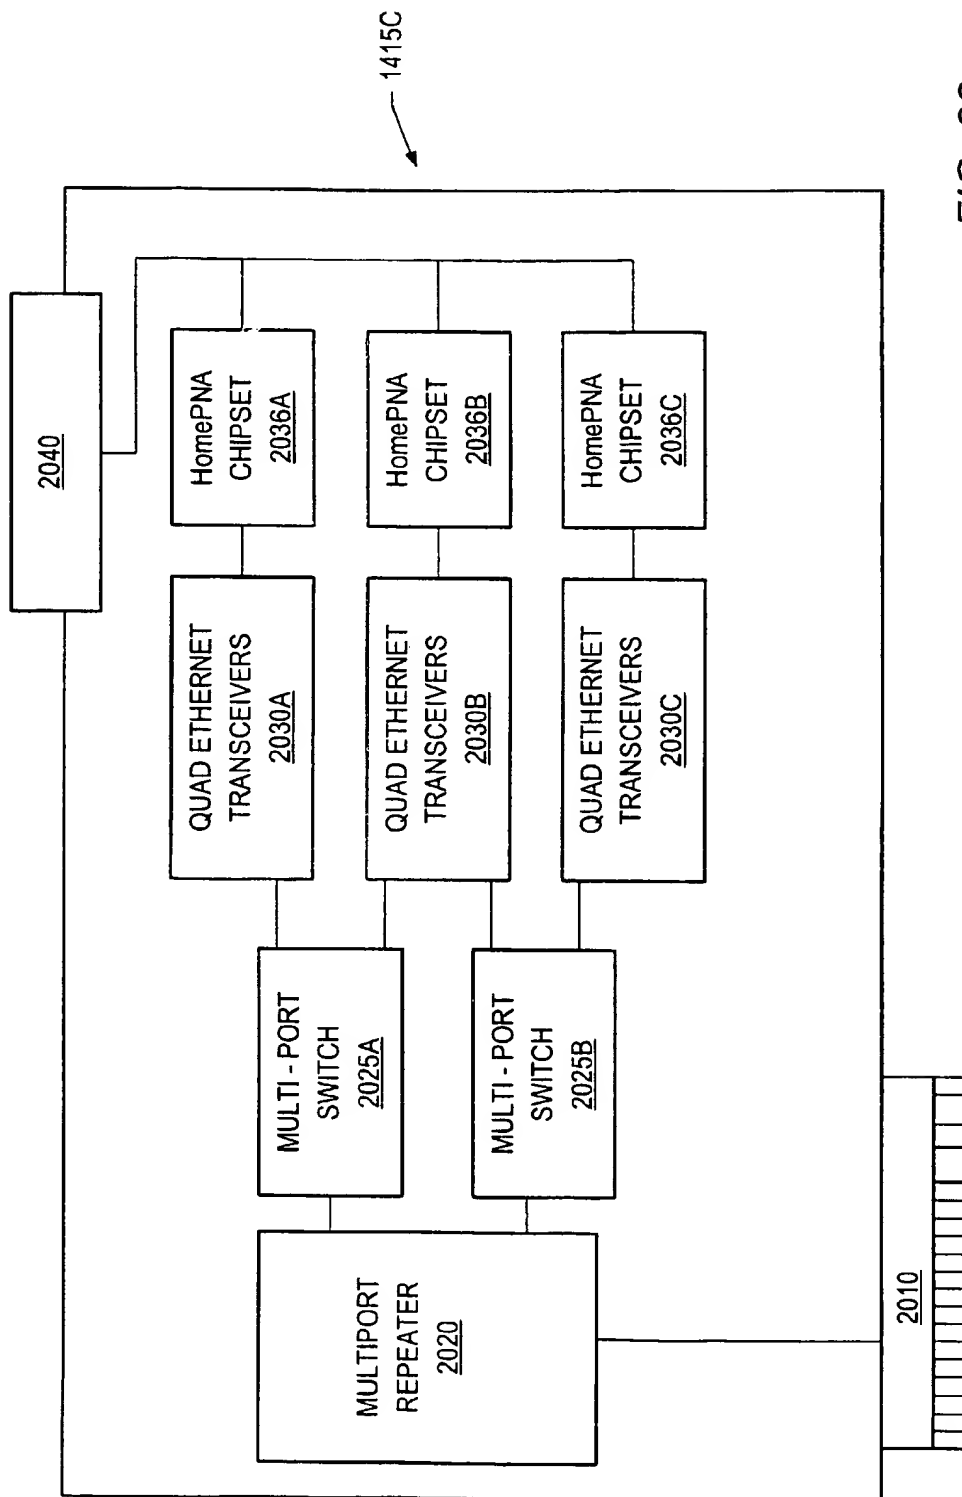 2040
QUAD ETHERNET
TRANSCEIVERS
2030A
HomePNA
CHIPSET
2036A
MULTI - PORT
SWITCH
2025A
MULTIPORT
REPEATER
2020
QUAD ETHERNET
TRANSCEIVERS
2030B
HomePNA
CHIPSET
2036B
1415C
MULTI - PORT
SWITCH
2025B
QUAD ETHERNET
TRANSCEIVERS
2030C
HomePNA
CHIPSET
2036C
2010
FIG.